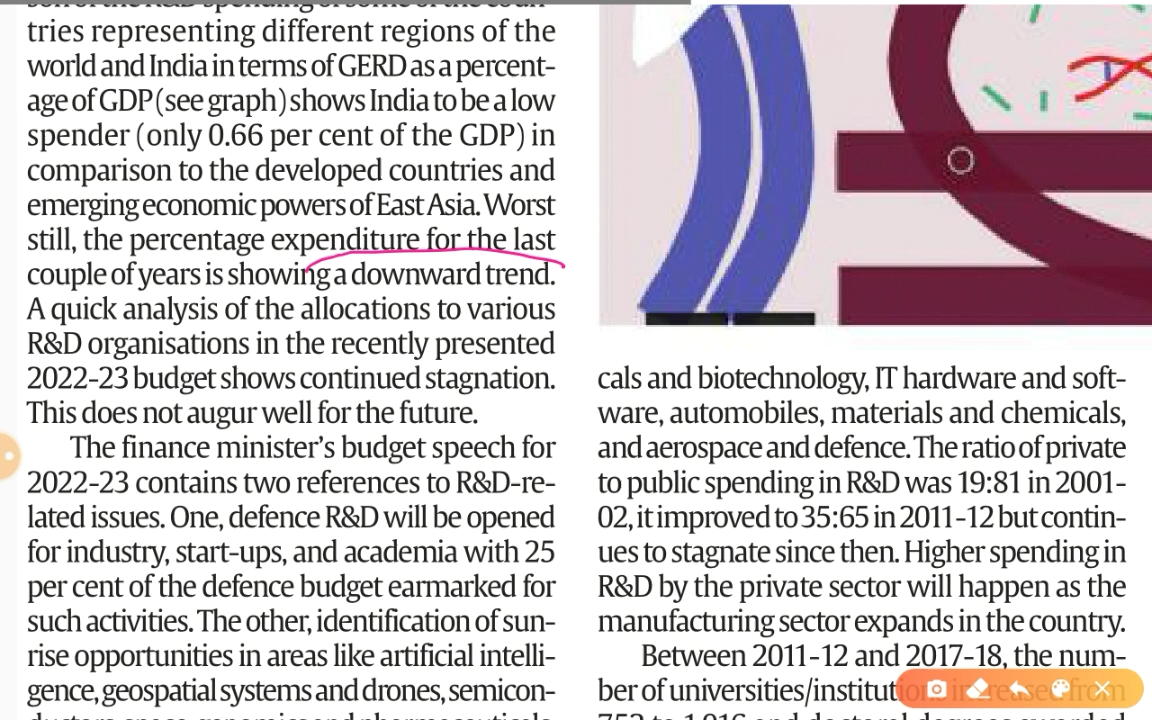 tries representing different regions of the
world and India in terms of GERD as a percent-
age of GDP (see graph) shows India to be a low
spender (only 0.66 per cent of the GDP) in
comparison to the developed countries and
emerging economic powers of East Asia. Worst
still, the percentage expenditure for the last
couple of years is showing a downward trend.
A quick analysis of the allocations to various
R&D organisations in the recently presented
2022-23 budget shows continued stagnation.
This does not augur well for the future.
The finance minister's budget speech for
2022-23 contains two references to R&D-re-
lated issues. One, defence R&D will be opened
for industry, start-ups, and academia with 25
per cent of the defence budget earmarked for
such activities. The other, identification of sun-
rise opportunities in areas like artificial intelli-
gence, geospatial systems and drones, semicon-
cals and biotechnology, IT hardware and soft-
ware, automobiles, materials and chemicals,
and aerospace and defence. The ratio of private
to public spending in R&D was 19:81 in 2001-
02, it improved to 35:65 in 2011-12 but contin-
ues to stagnate since then. Higher spending in
R&D by the private sector will happen as the
manufacturing sector expands in the country.
Between 2011-12 and 2017-18, the num-
ber of universities/institutions increased from